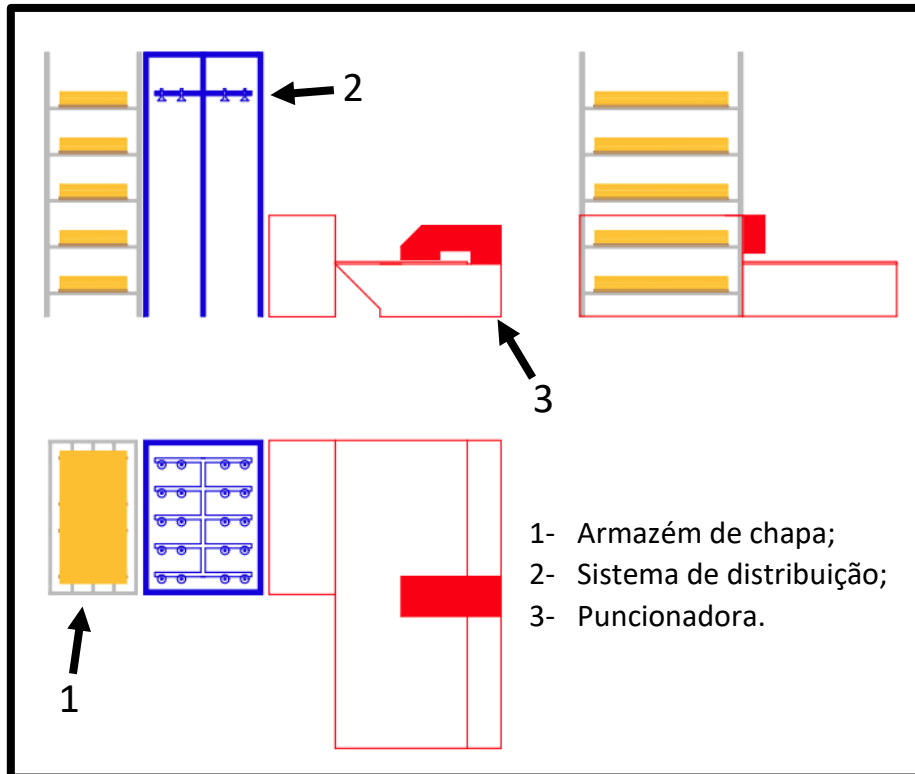 2
3
1- Armazém de chapa;
2- Sistema de distribuição;
3- Puncionadora.
1